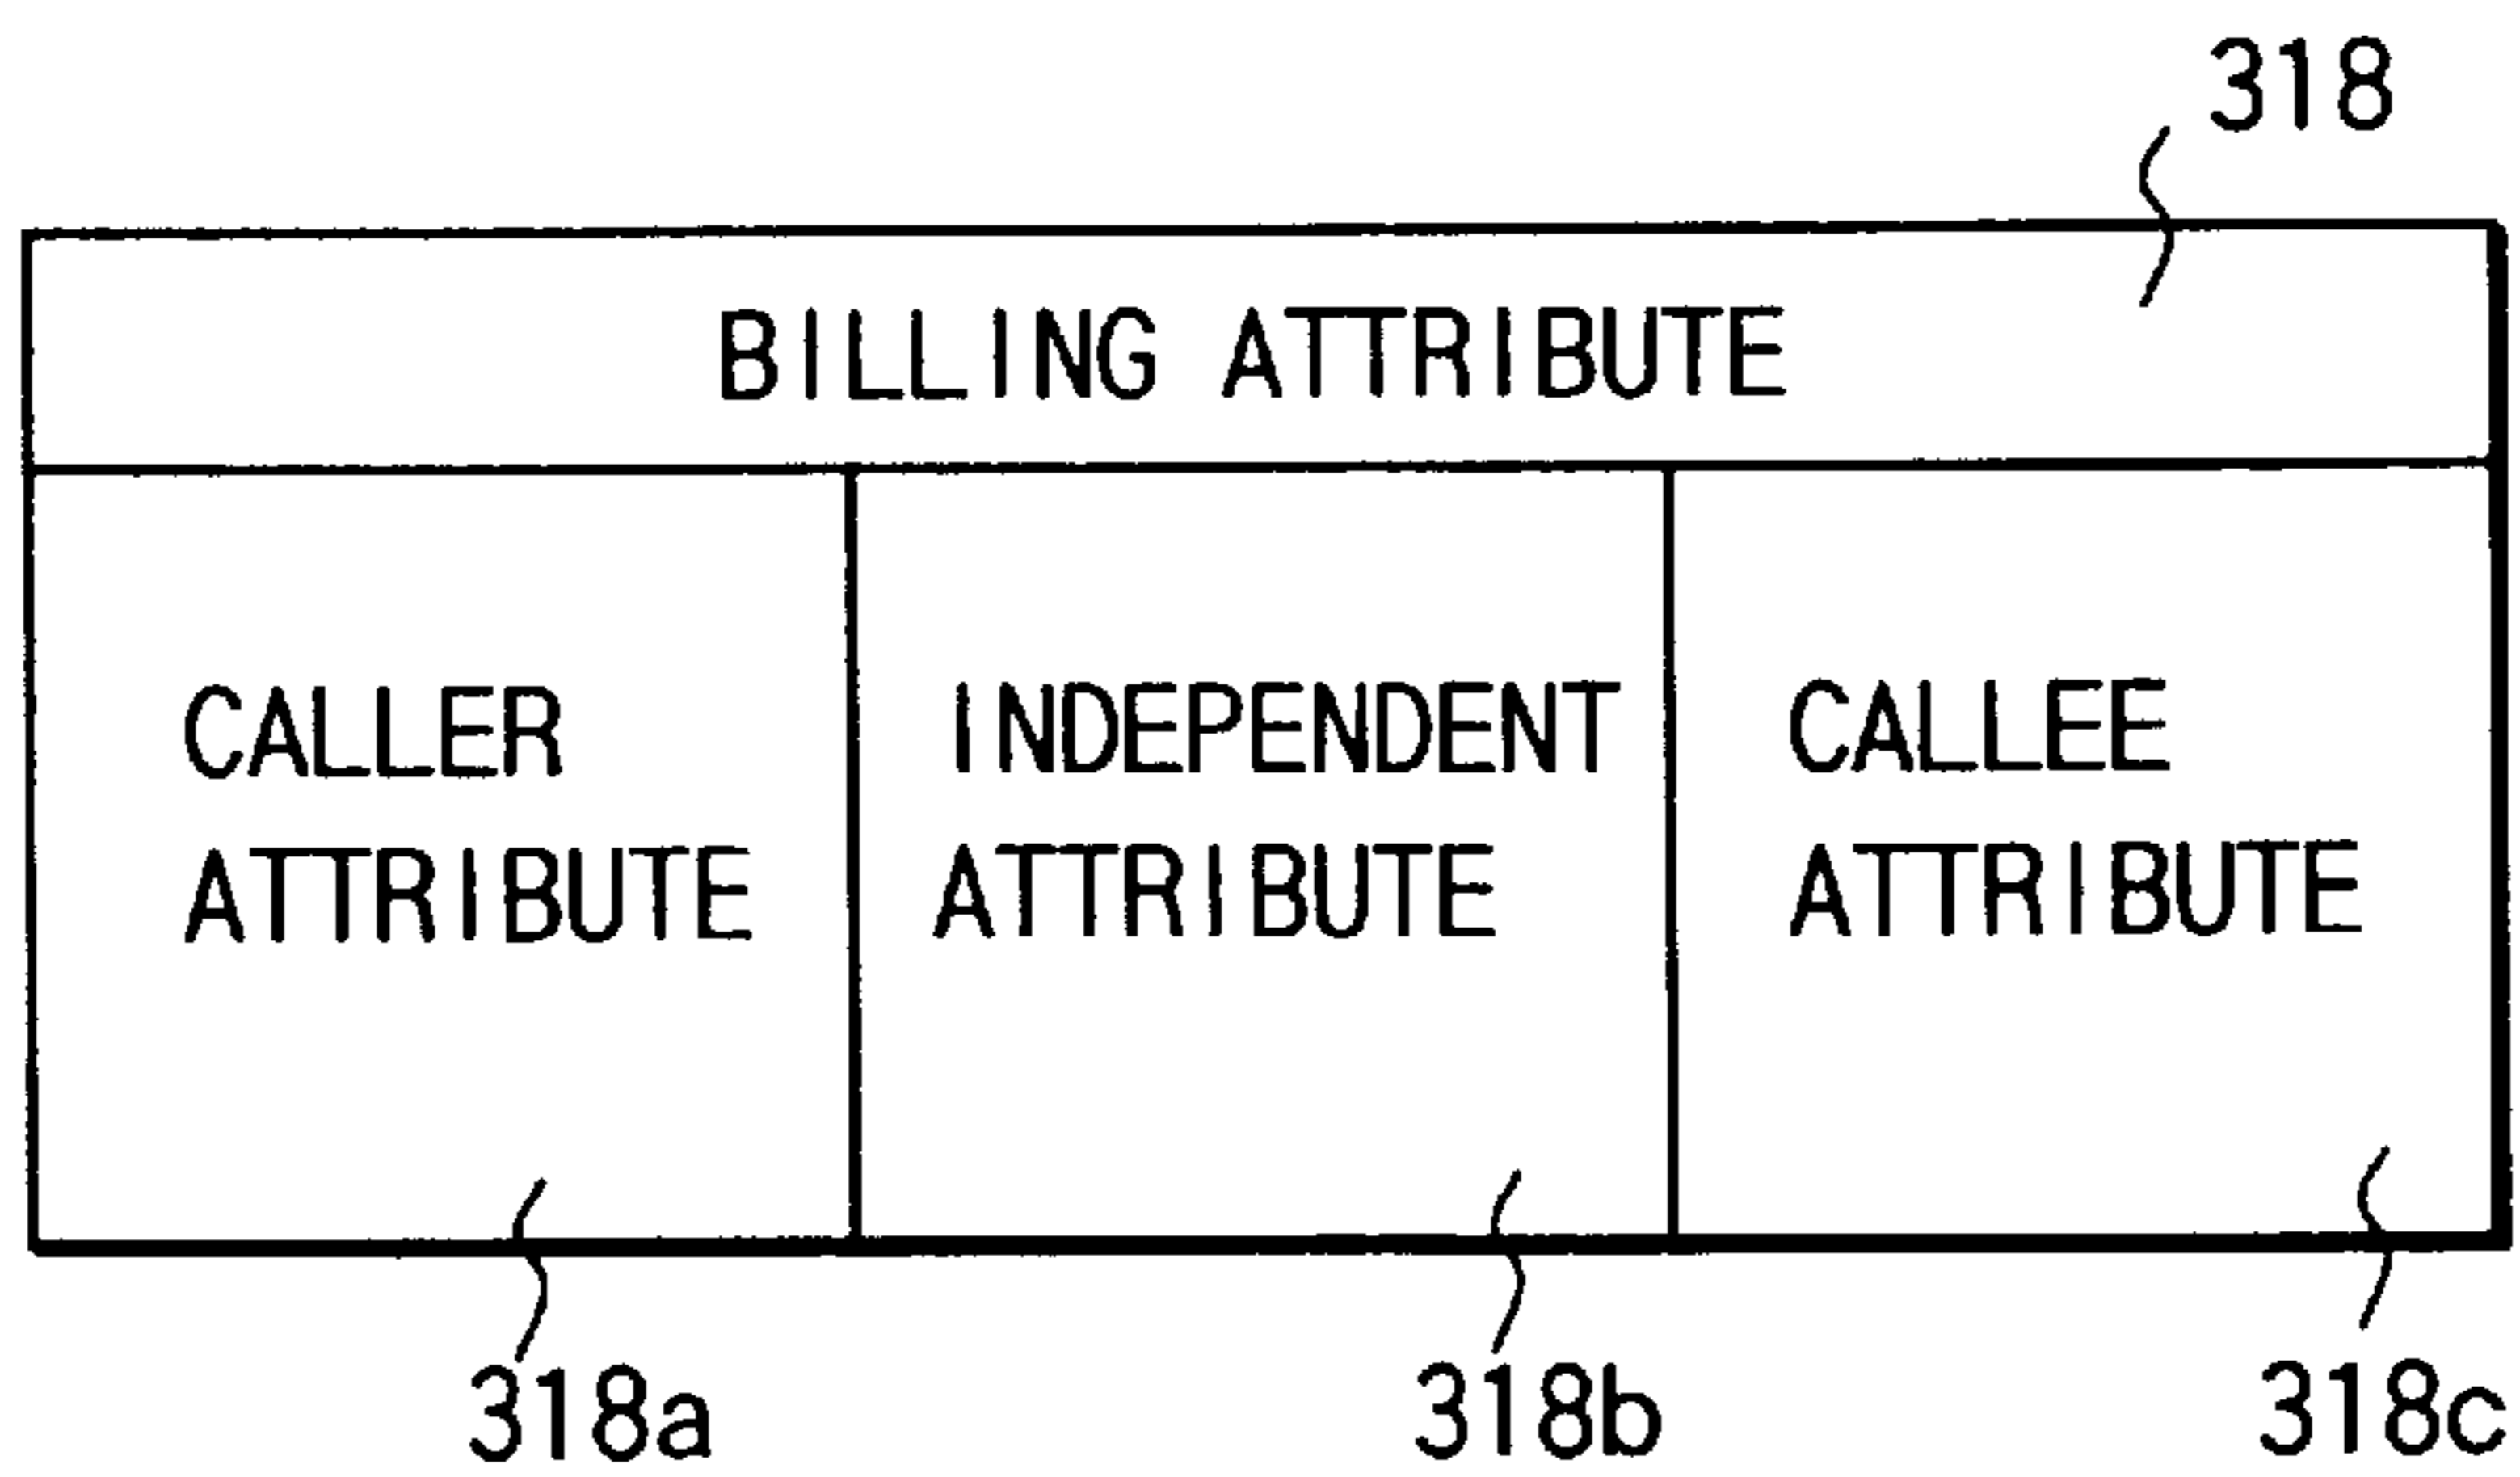 318
BILLING ATTRIBUTE
CALLER
ATTRIBUTE
INDEPENDENT
ATTRIBUTE
CALLEE
ATTRIBUTE
318a
318b
318c